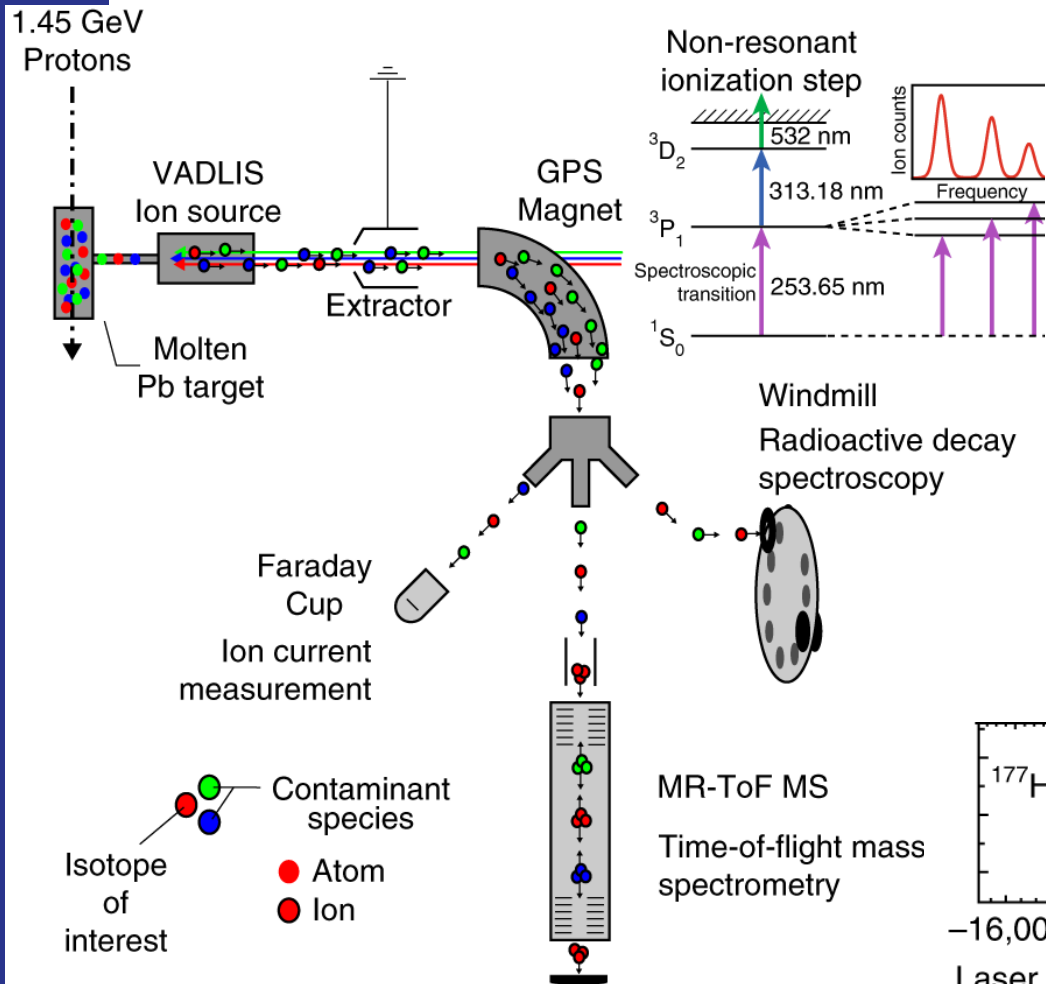 1.45 GeV
Protons
VADLIS
Ion source
Extractor
GPS
Magnet
Molten
Pb target
Non-resonant
ionization step
532 nm
³D₂
313.18 nm
³P₁
Spectroscopic
transition
253.65 nm
¹S₀
Ion counts
Frequency
Windmill
Radioactive decay
spectroscopy
Faraday
Cup
Ion current
measurement
Contaminant
species
Isotope
of
interest
Atom
Ion
MR-ToF MS
Time-of-flight mass
spectrometry
¹⁷⁷H
–16,00
Laser